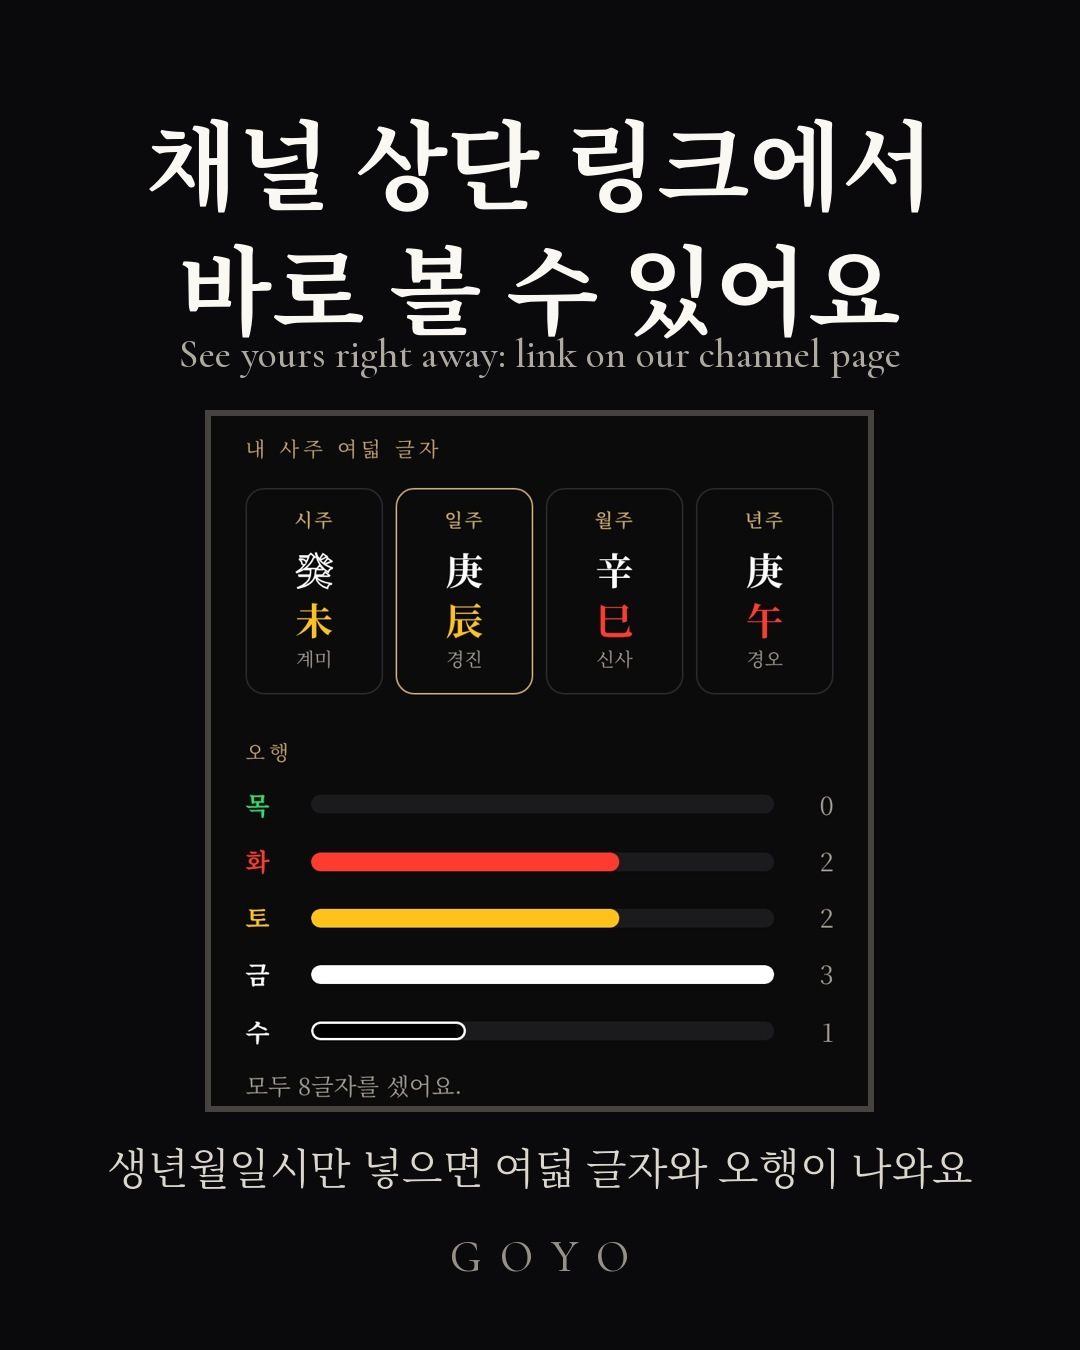 채널 상단 링크에서
바로 볼 수 있어요
See yours right away: link on our channel page
내 사주 여덟 글자
시주 일주 월주 년주
癸 庚 辛 庚
未 辰 巳 午
계미 경진 신사 경오
오행
목 0
화 2
토 2
금 3
수 1
모두 8글자를 셌어요.
생년월일시만 넣으면 여덟 글자와 오행이 나와요
GOYO